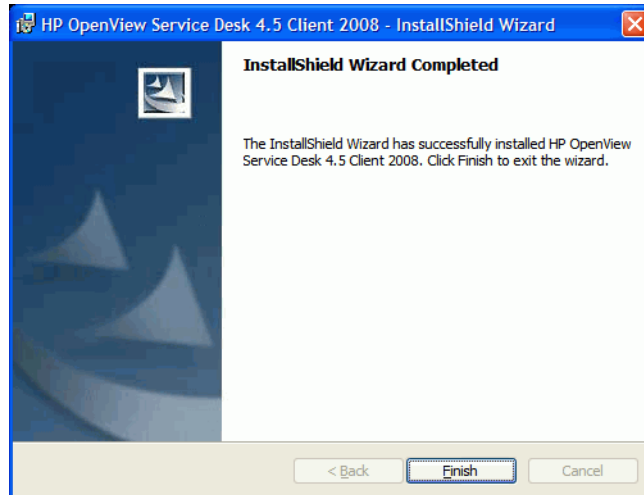 HP OpenView Service Desk 4.5 Client 2008 - InstallShield Wizard
InstallShield Wizard Completed
The InstallShield Wizard has successfully installed HP OpenView
Service Desk 4.5 Client 2008. Click Finish to exit the wizard.
< Back
Finish
Cancel